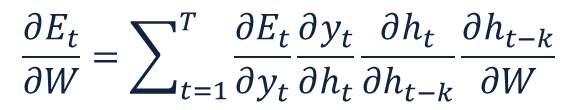 ∂E_t/∂W = ∑_{t=1}^{T} ∂E_t/∂y_t ∂y_t/∂h_t ∂h_t/∂h_{t−k} ∂h_{t−k}/∂W